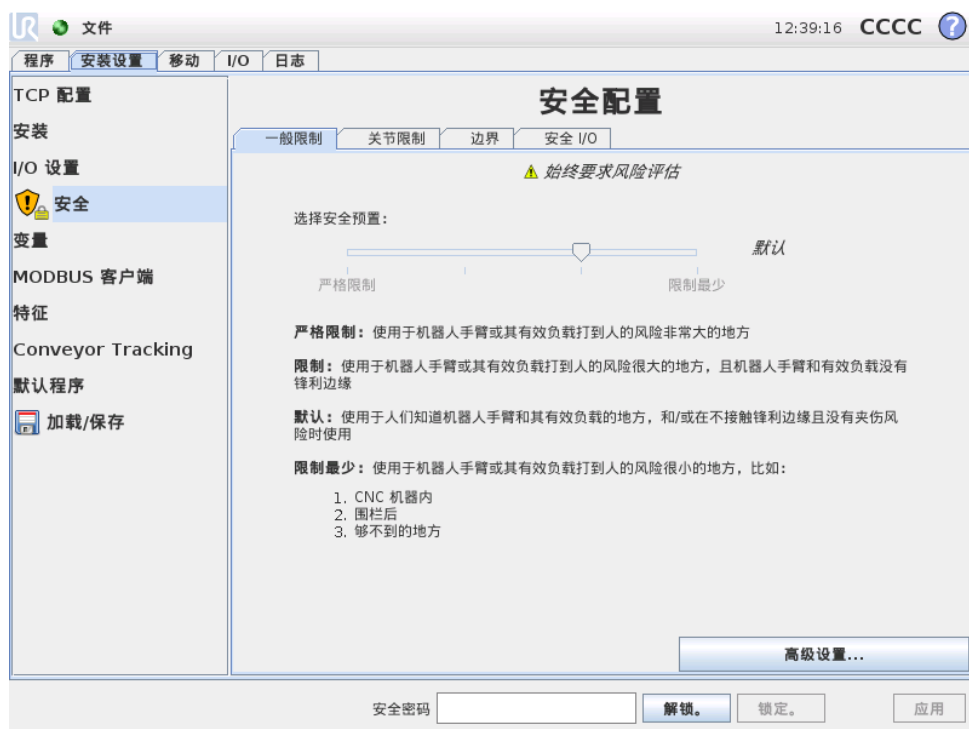 UR 文件 12:39:16 CCCC ?
程序 安装设置 移动 I/O 日志
TCP 配置
安装
I/O 设置
安全
变量
MODBUS 客户端
特征
Conveyor Tracking
默认程序
加载/保存
安全配置
一般限制 关节限制 边界 安全 I/O
始终要求风险评估
选择安全预置:
默认
严格限制 限制最少
严格限制: 使用于机器人手臂或其有效负载打到人的风险非常大的地方
限制: 使用于机器人手臂或其有效负载打到人的风险很大的地方, 且机器人手臂和有效负载没有
锋利边缘
默认: 使用于人们知道机器人手臂和其有效负载的地方, 和/或在不接触锋利边缘且没有夹伤风
险时使用
限制最少: 使用于机器人手臂或其有效负载打到人的风险很小的地方, 比如:
1. CNC 机器内
2. 围栏后
3. 够不到的地方
高级设置...
安全密码 解锁。 锁定。 应用